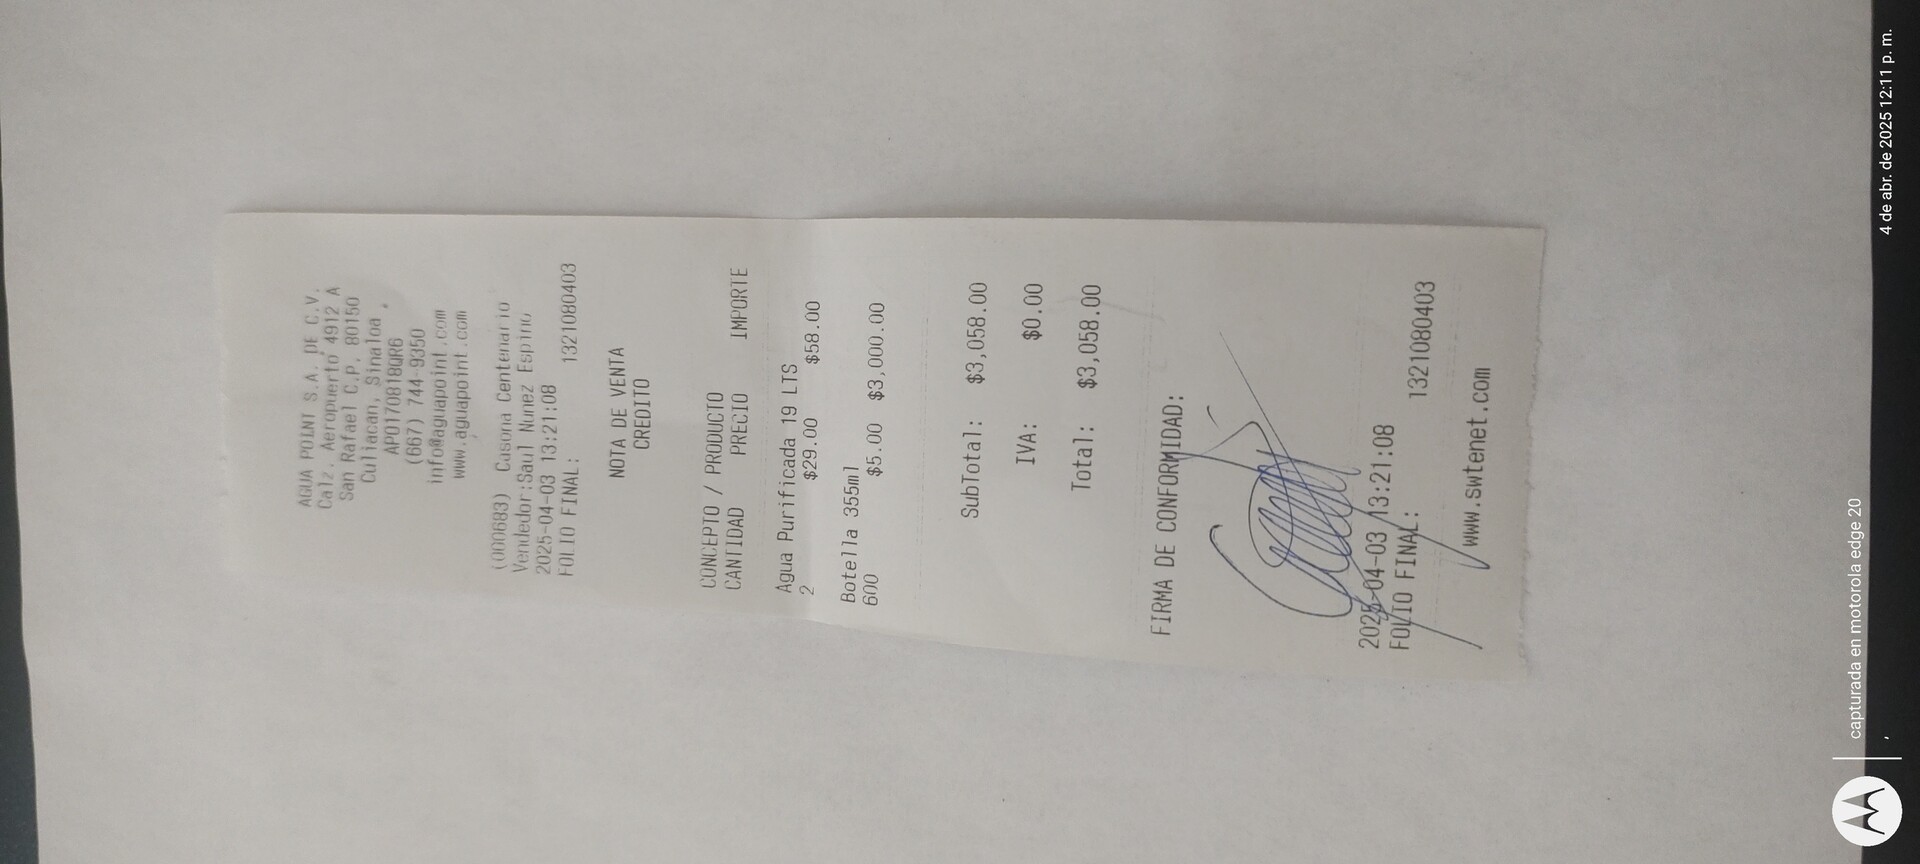 AGUA POINT S.A. DE C.V.
Calz. Aeropuerto 4912 A
San Rafael C.P. 80150
Culiacan, Sinaloa
APO170818QR6
(667) 744-9350
info@aguapoint.com
www.aguapoint.com
(000683) Casona Centenario
Vendedor:Saul Nunez Espino
2025-04-03 13:21:08
FOLIO FINAL: 1321080403
NOTA DE VENTA
CREDITO
CONCEPTO / PRODUCTO
CANTIDAD PRECIO IMPORTE
Agua Purificada 19 LTS
2 $29.00 $58.00
Botella 355ml
600 $5.00 $3,000.00
SubTotal: $3,058.00
IVA: $0.00
Total: $3,058.00
FIRMA DE CONFORMIDAD:
2025-04-03 13:21:08
FOLIO FINAL: 1321080403
www.swtenet.com
capturada en motorola edge 20
4 de abr. de 2025 12:11 p. m.